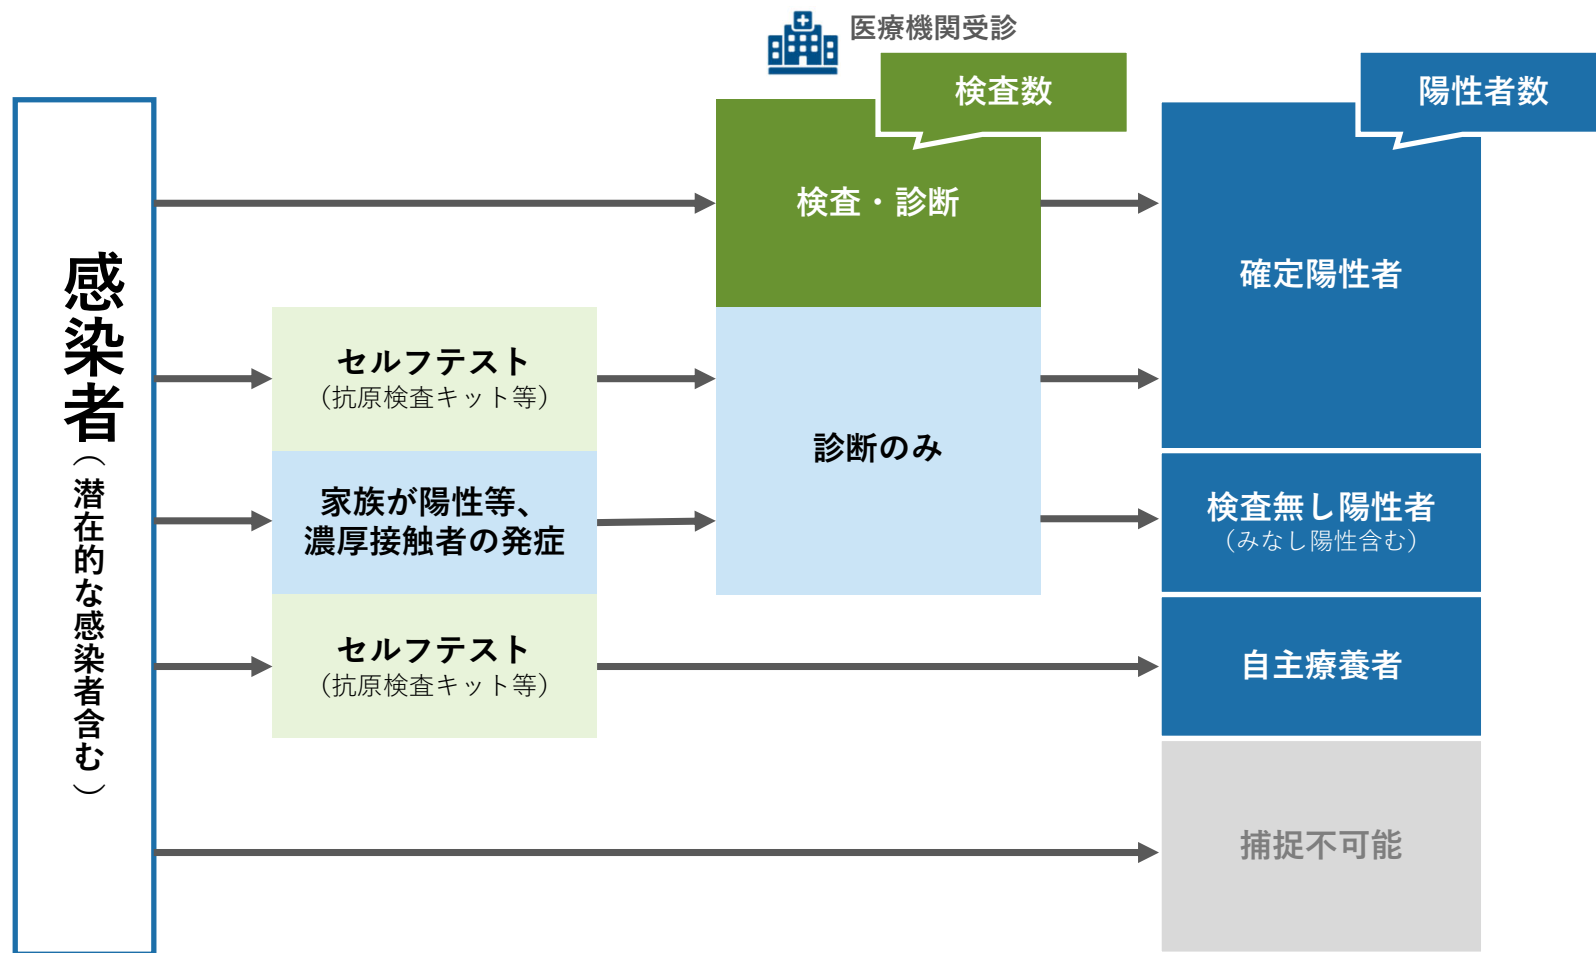 医療機関受診
検査数
陽性者数
感染者（潜在的な感染者含む）
検査・診断
確定陽性者
セルフテスト
（抗原検査キット等）
診断のみ
家族が陽性等、
濃厚接触者の発症
検査無し陽性者
（みなし陽性含む）
セルフテスト
（抗原検査キット等）
自主療養者
捕捉不可能